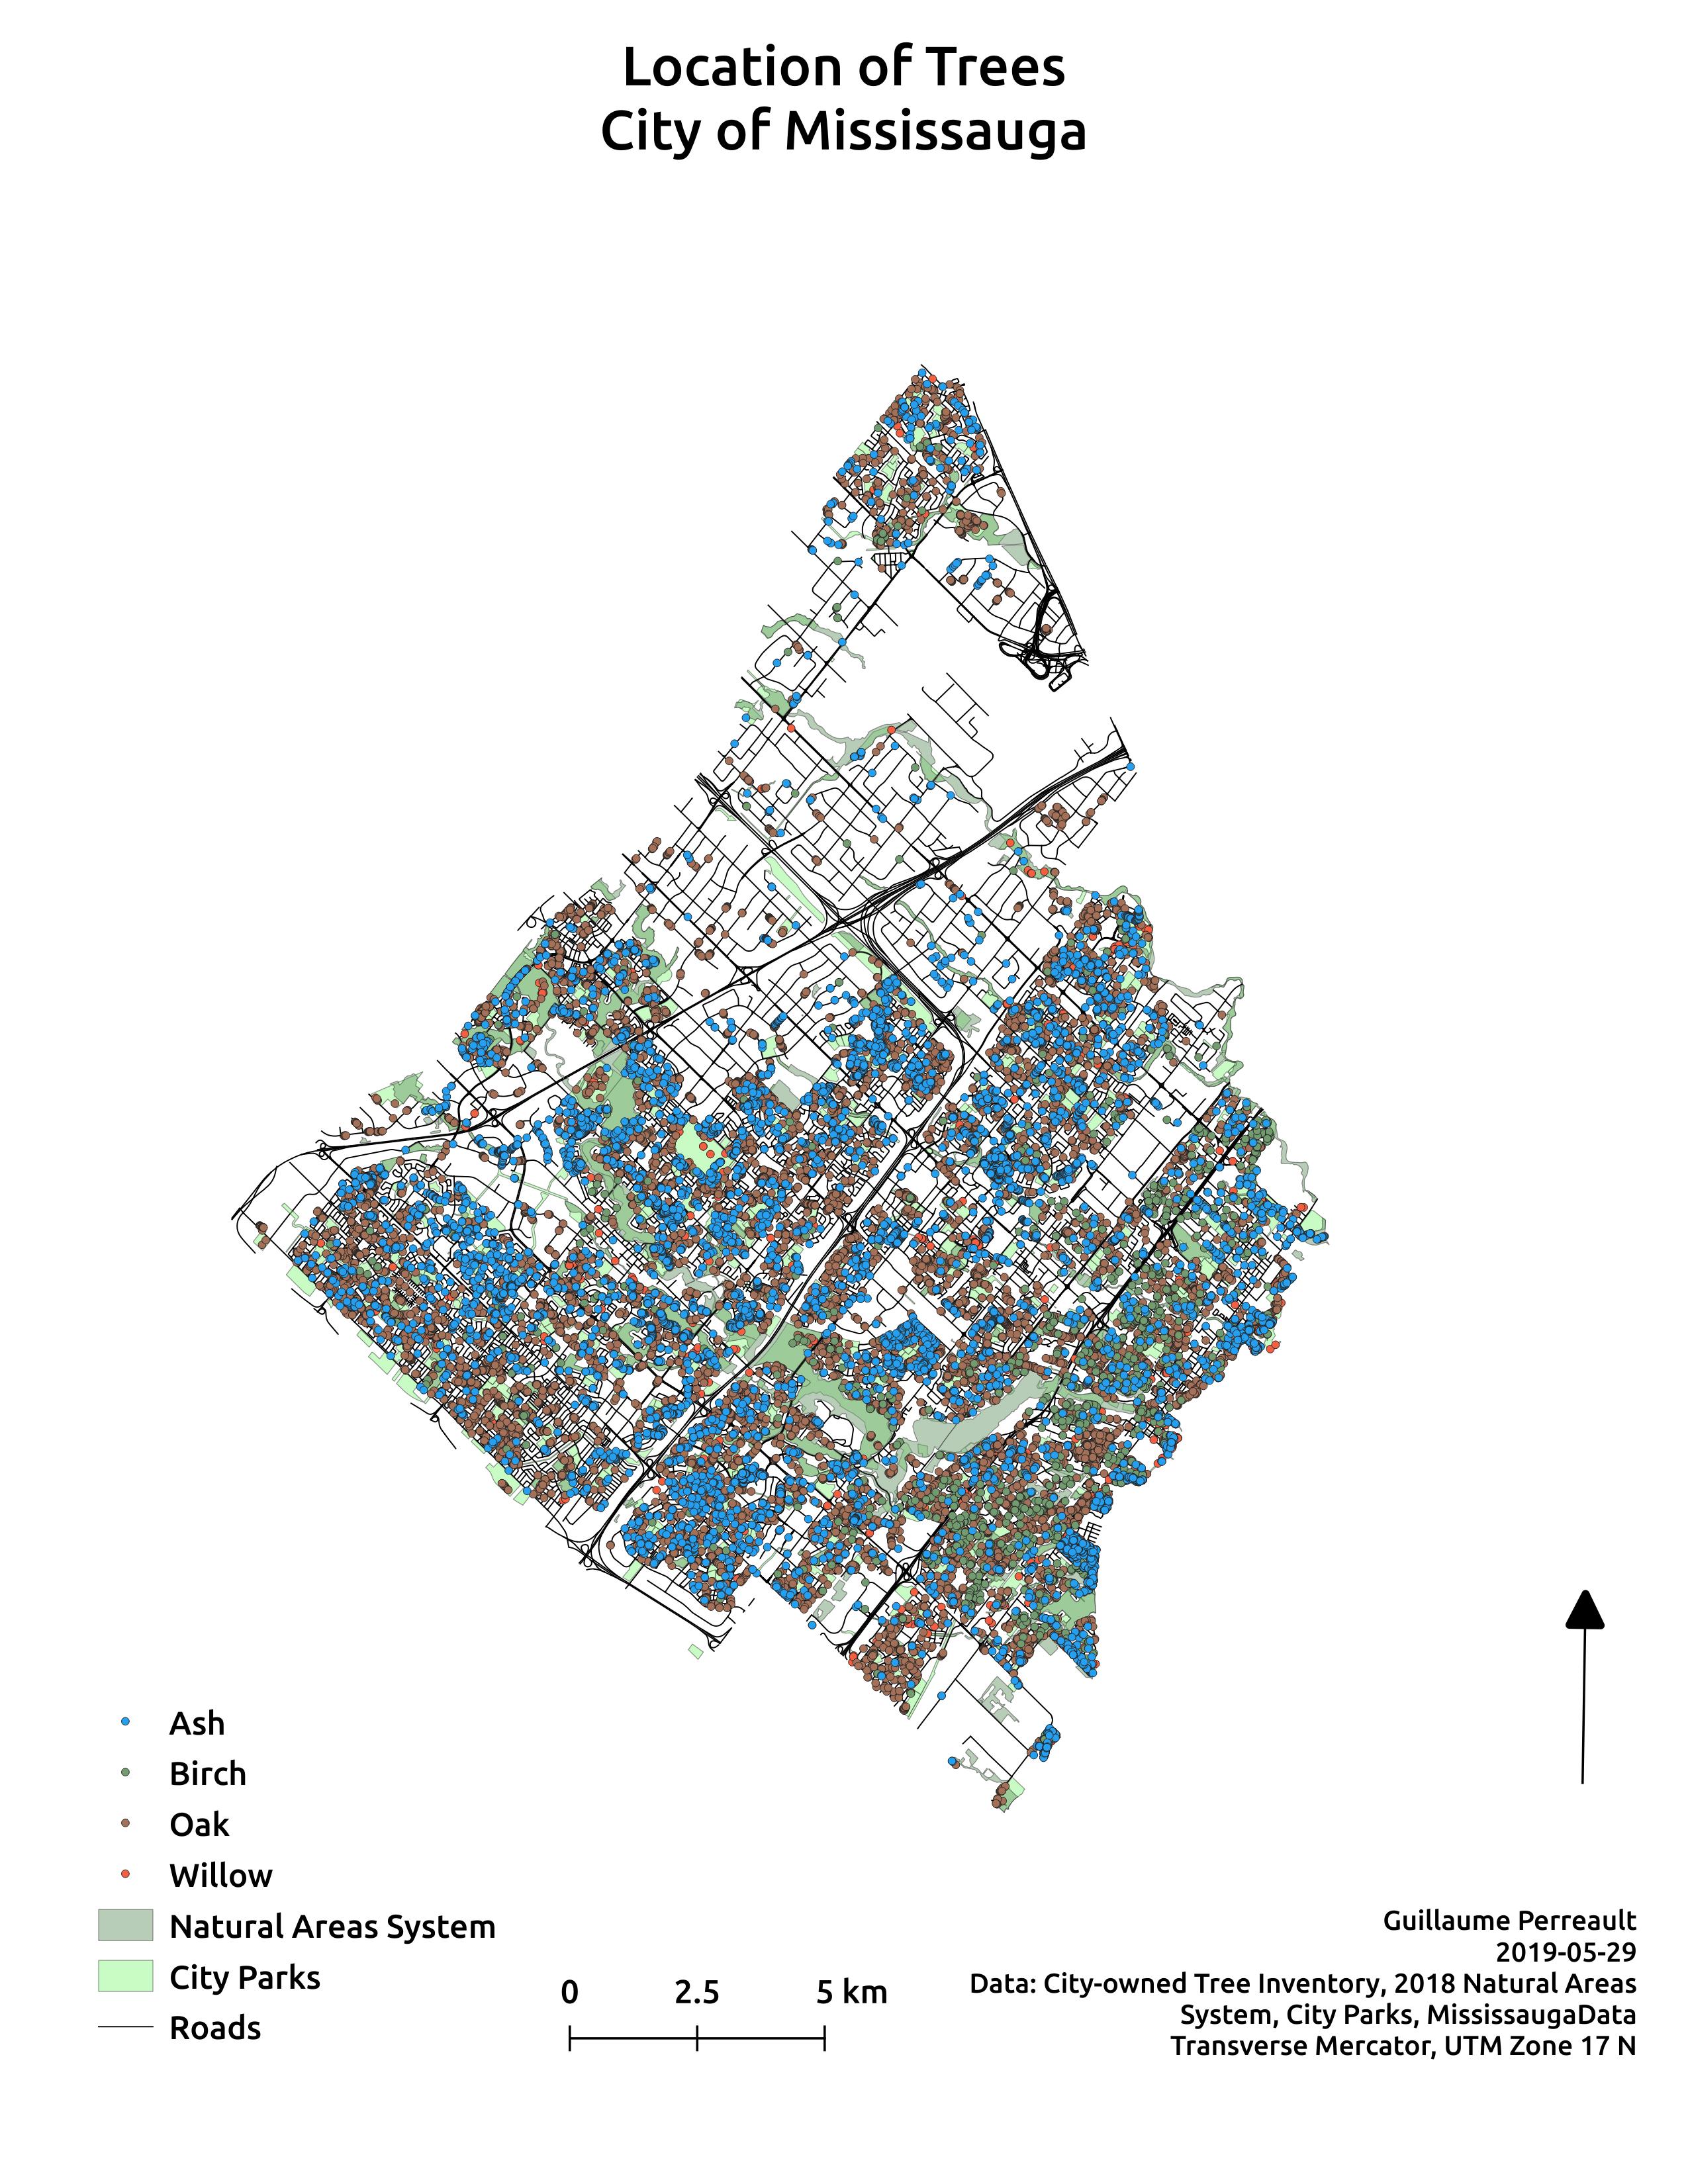 Location of Trees
City of Mississauga
Ash
Birch
Oak
Willow
Natural Areas System
City Parks
Roads
0 2.5 5 km
Guillaume Perreault
2019-05-29
Data: City-owned Tree Inventory, 2018 Natural Areas
System, City Parks, MississaugaData
Transverse Mercator, UTM Zone 17 N